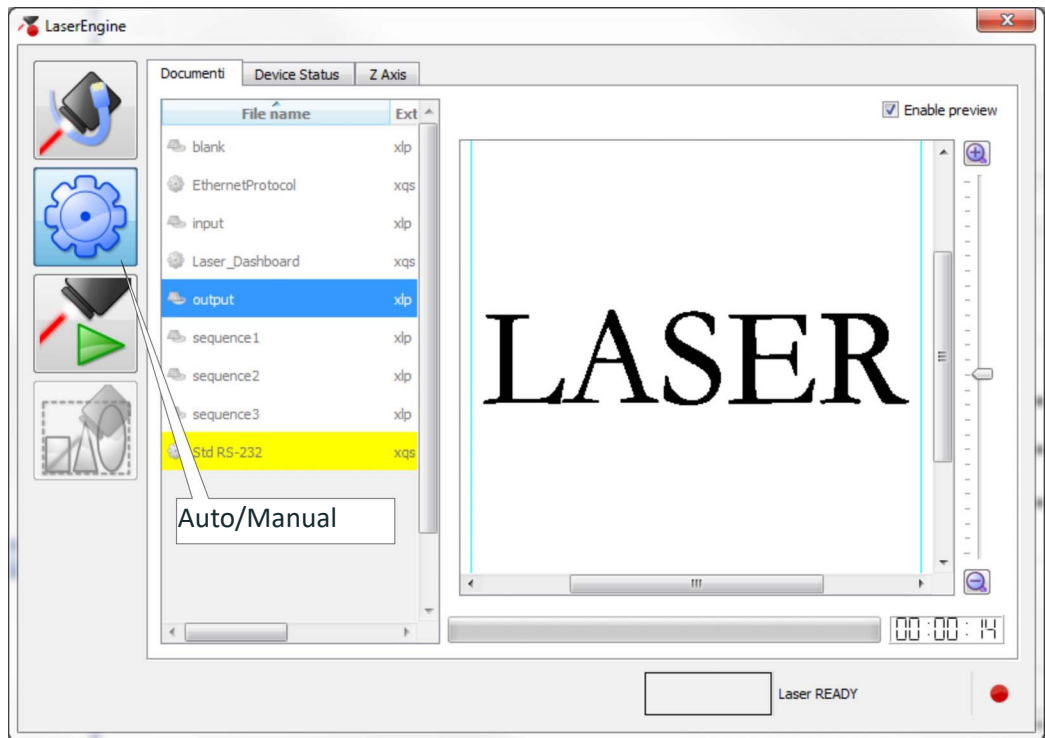 LaserEngine
Documenti Device Status Z Axis
File name Ext
Enable preview
blank xlp
EthernetProtocol xqs
input xlp
Laser_Dashboard xqs
output xlp
sequence1 xlp
sequence2 xlp
sequence3 xlp
Std RS-232 xqs
LASER
Auto/Manual
00:00:14
Laser READY